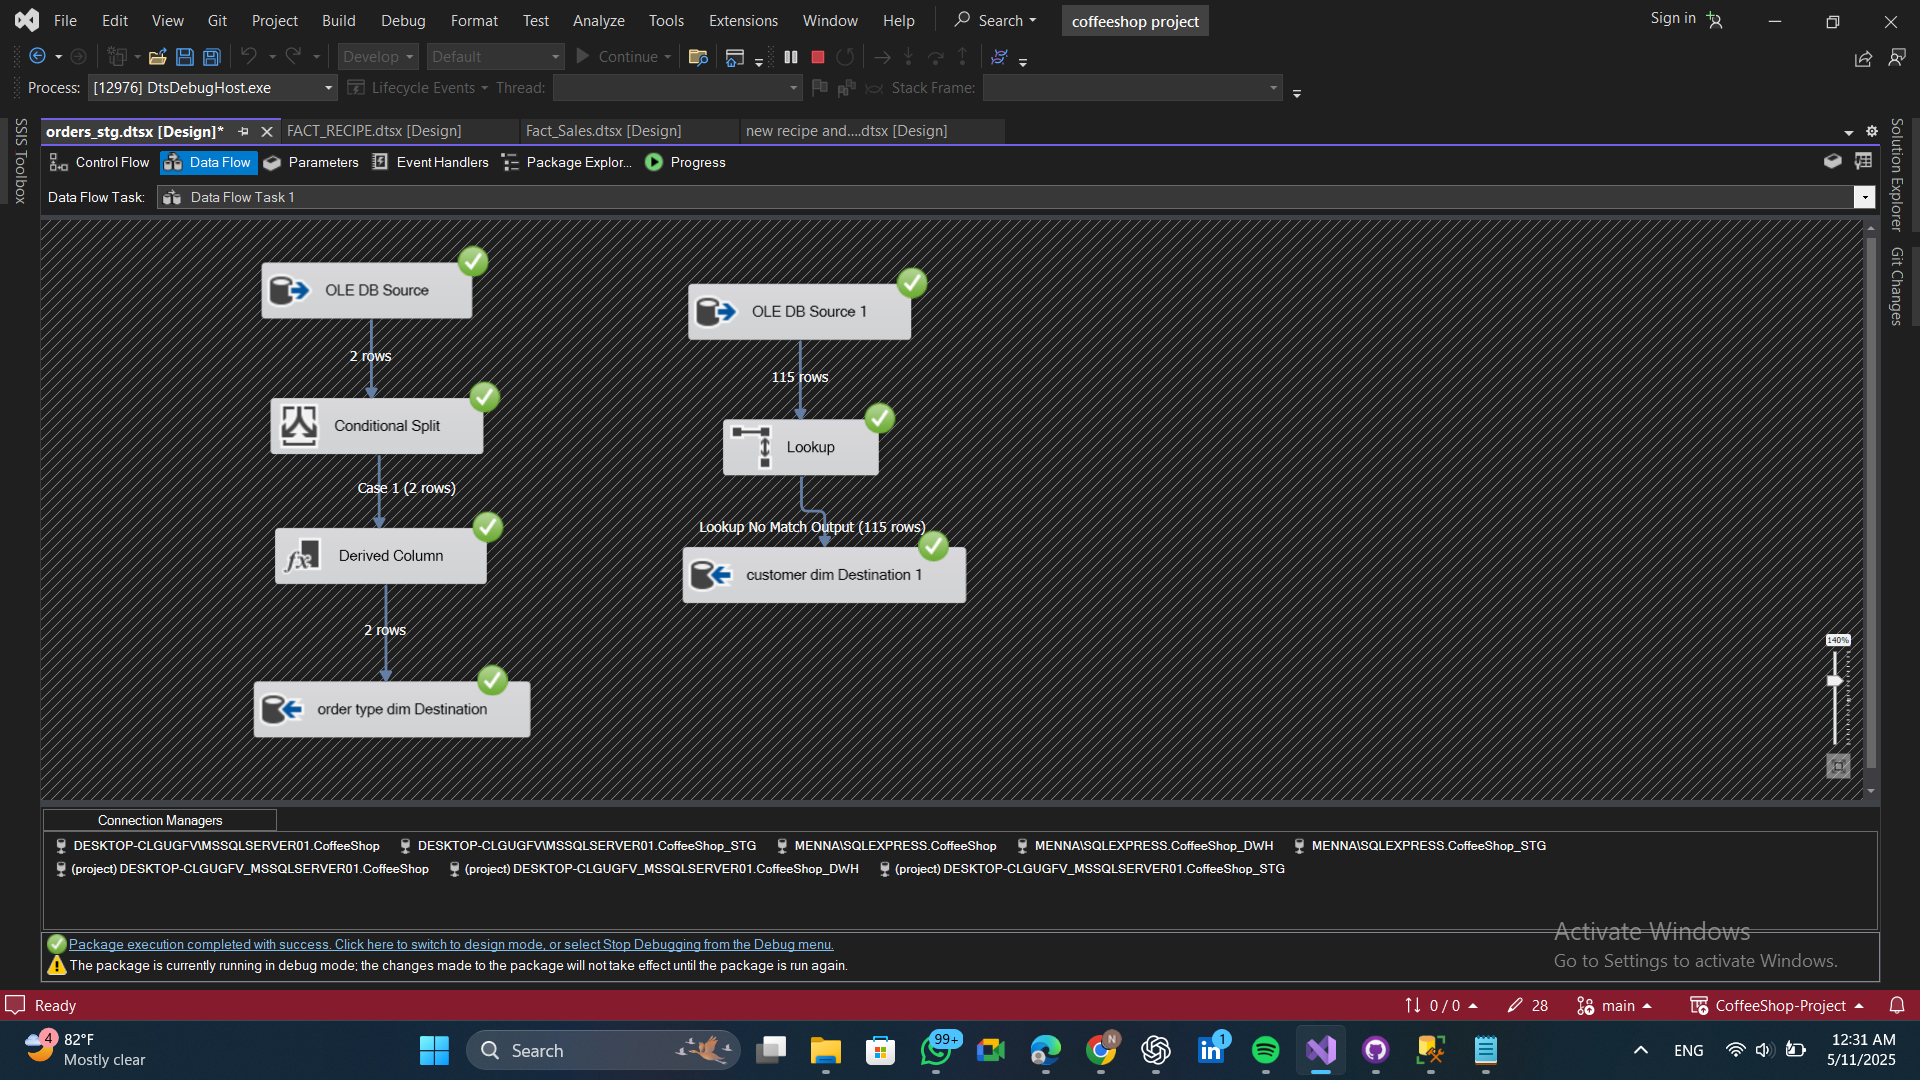 File Edit View Git Project Build Debug Format Test Analyze Tools Extensions Window Help Search coffeeshop project Sign in
Develop Default Continue
Process: [12976] DtsDebugHost.exe Lifecycle Events Thread: Stack Frame:
SSIS Toolbox
orders_stg.dtsx [Design]* FACT_RECIPE.dtsx [Design] Fact_Sales.dtsx [Design] new recipe and....dtsx [Design]
Control Flow Data Flow Parameters Event Handlers Package Explor... Progress
Data Flow Task: Data Flow Task 1
Solution Explorer
Git Changes
OLE DB Source
2 rows
Conditional Split
Case 1 (2 rows)
Derived Column
2 rows
order type dim Destination
OLE DB Source 1
115 rows
Lookup
Lookup No Match Output (115 rows)
customer dim Destination 1
140%
Connection Managers
DESKTOP-CLGUGFV\MSSQLSERVER01.CoffeeShop DESKTOP-CLGUGFV\MSSQLSERVER01.CoffeeShop_STG MENNA\SQLEXPRESS.CoffeeShop MENNA\SQLEXPRESS.CoffeeShop_DWH MENNA\SQLEXPRESS.CoffeeShop_STG
(project) DESKTOP-CLGUGFV_MSSQLSERVER01.CoffeeShop (project) DESKTOP-CLGUGFV_MSSQLSERVER01.CoffeeShop_DWH (project) DESKTOP-CLGUGFV_MSSQLSERVER01.CoffeeShop_STG
Package execution completed with success. Click here to switch to design mode, or select Stop Debugging from the Debug menu.
The package is currently running in debug mode; the changes made to the package will not take effect until the package is run again.
Activate Windows
Go to Settings to activate Windows.
Ready 0 / 0 28 main CoffeeShop-Project
4 82°F
Mostly clear
Search
99+
N
1
ENG
12:31 AM
5/11/2025